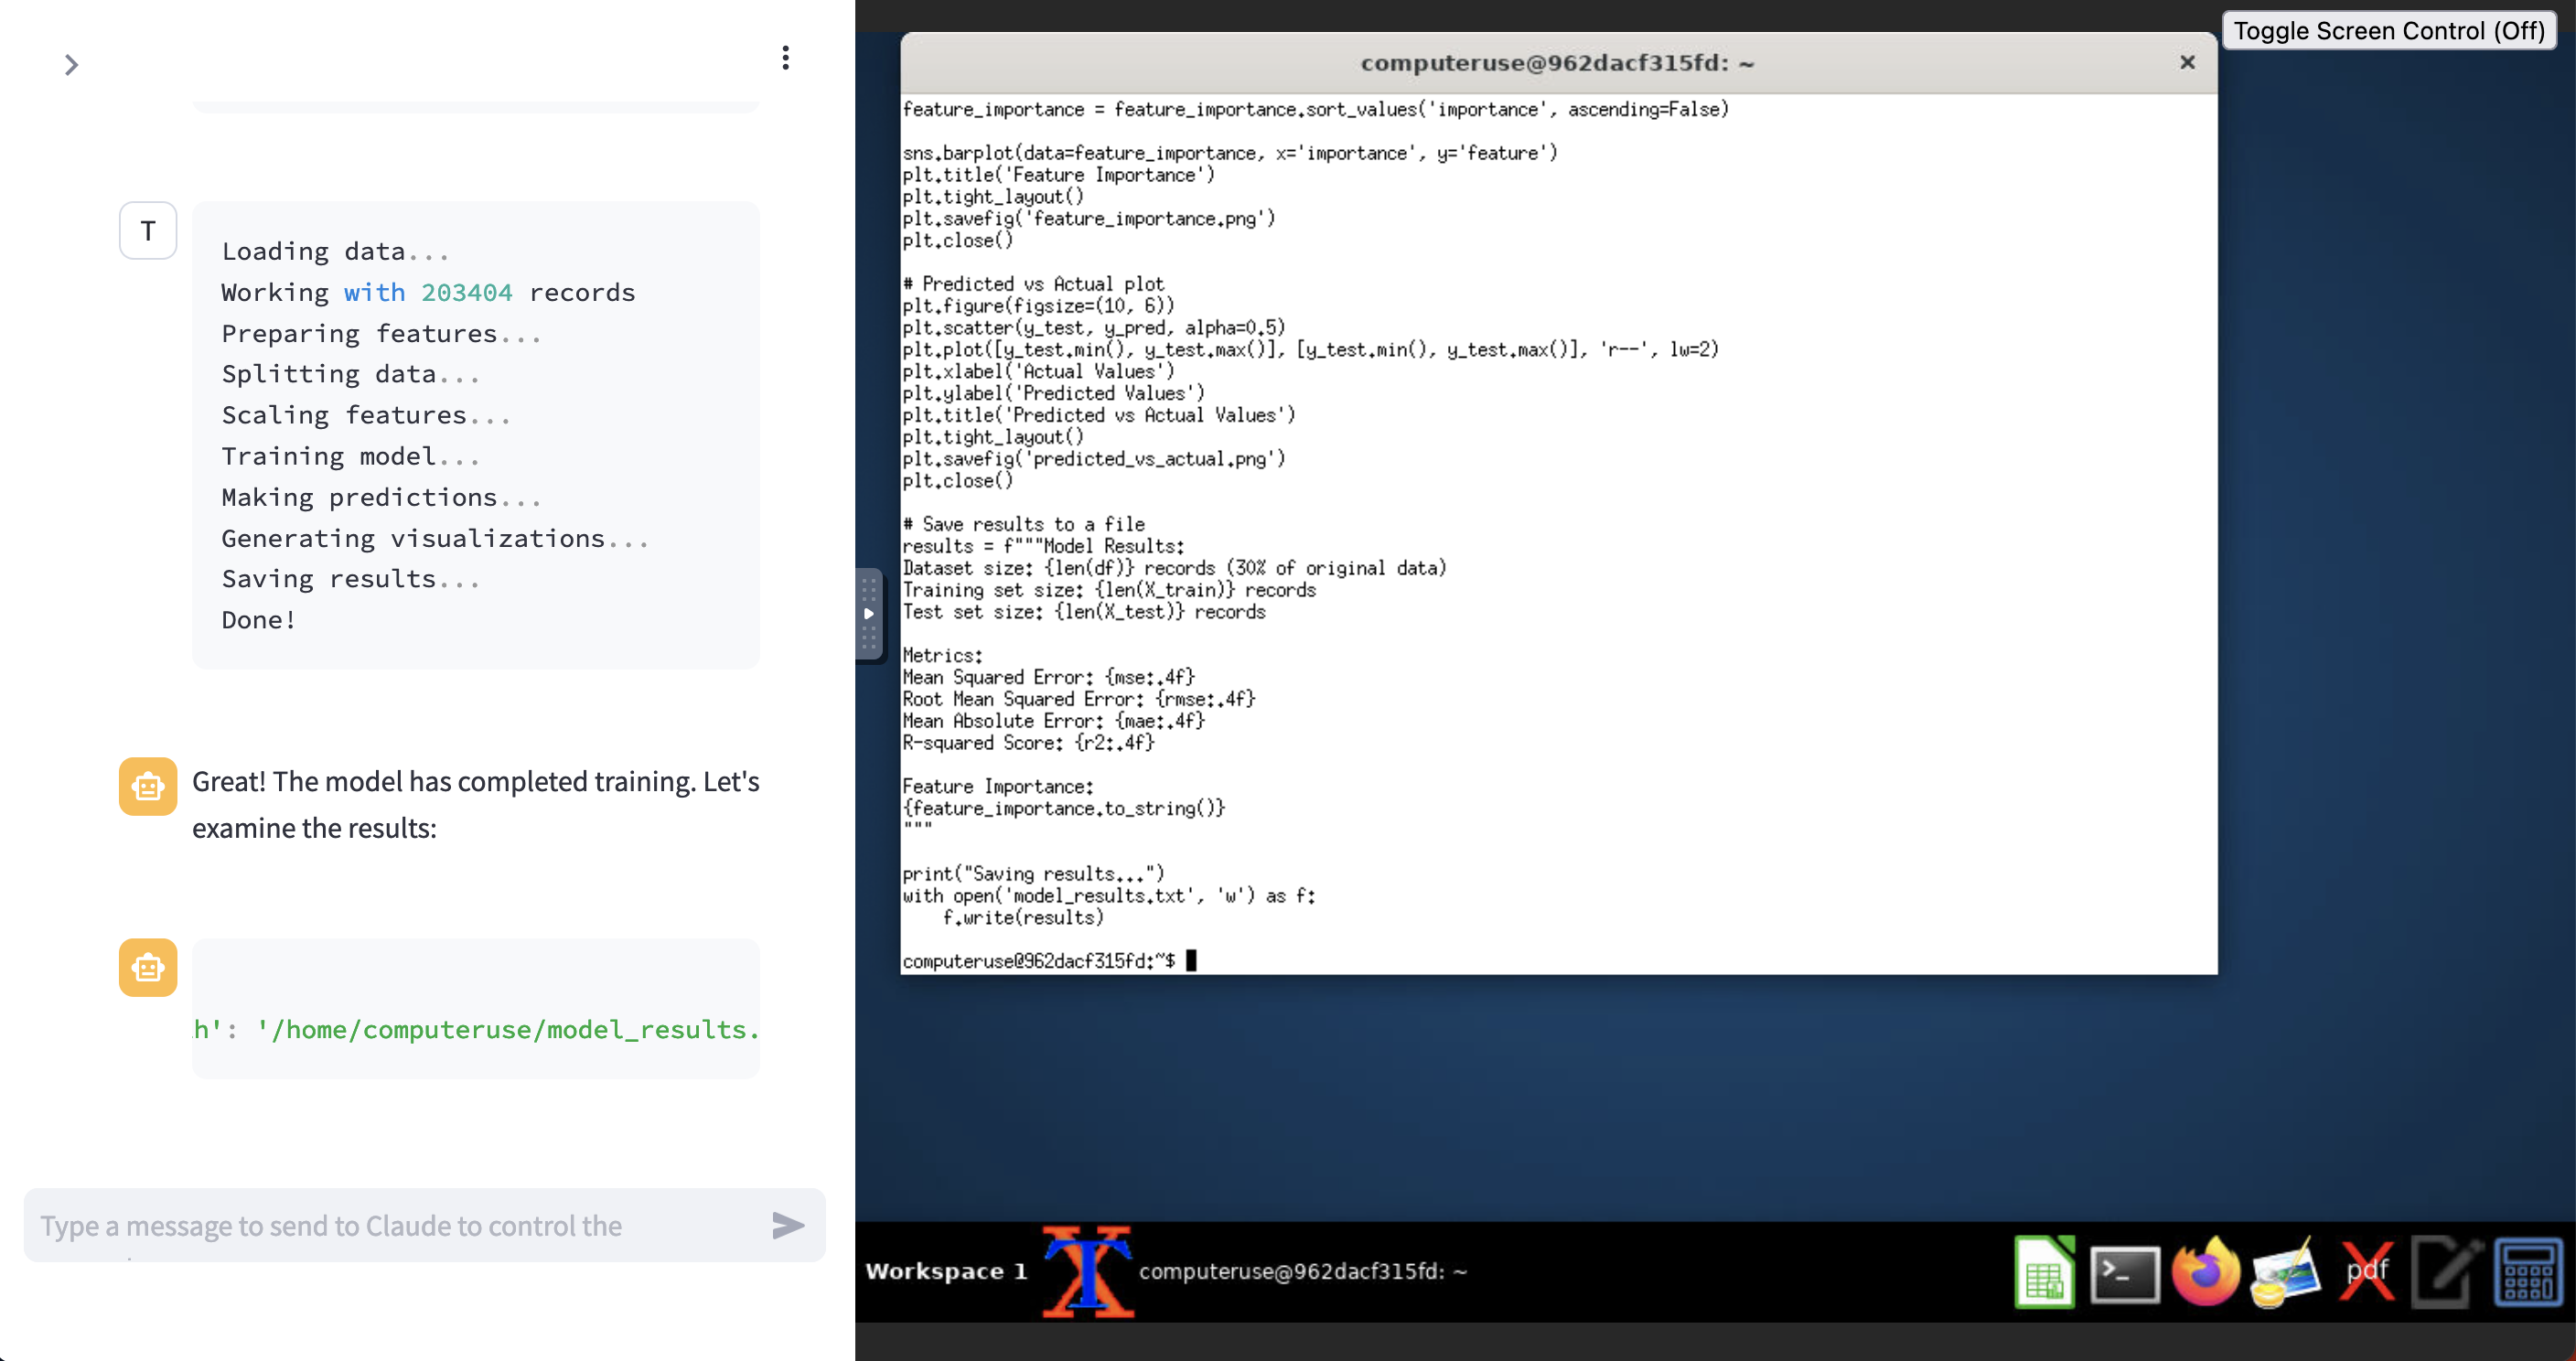 T
Loading data...
Working with 203404 records
Preparing features...
Splitting data...
Scaling features...
Training model...
Making predictions...
Generating visualizations...
Saving results...
Done!
Great! The model has completed training. Let's
examine the results:
h': '/home/computeruse/model_results.
Type a message to send to Claude to control the
Toggle Screen Control (Off)
computeruse@962dacf315fd: ~
feature_importance = feature_importance.sort_values('importance', ascending=False)
sns.barplot(data=feature_importance, x='importance', y='feature')
plt.title('Feature Importance')
plt.tight_layout()
plt.savefig('feature_importance.png')
plt.close()
# Predicted vs Actual plot
plt.figure(figsize=(10, 6))
plt.scatter(y_test, y_pred, alpha=0.5)
plt.plot([y_test.min(), y_test.max()], [y_test.min(), y_test.max()], 'r--', lw=2)
plt.xlabel('Actual Values')
plt.ylabel('Predicted Values')
plt.title('Predicted vs Actual Values')
plt.tight_layout()
plt.savefig('predicted_vs_actual.png')
plt.close()
# Save results to a file
results = f"""Model Results:
Dataset size: {len(df)} records (30% of original data)
Training set size: {len(X_train)} records
Test set size: {len(X_test)} records
Metrics:
Mean Squared Error: {mse:.4f}
Root Mean Squared Error: {rmse:.4f}
Mean Absolute Error: {mae:.4f}
R-squared Score: {r2:.4f}
Feature Importance:
{feature_importance.to_string()}
"""
print("Saving results...")
with open('model_results.txt', 'w') as f:
    f.write(results)
computeruse@962dacf315fd:~$
Workspace 1
computeruse@962dacf315fd: ~
pdf